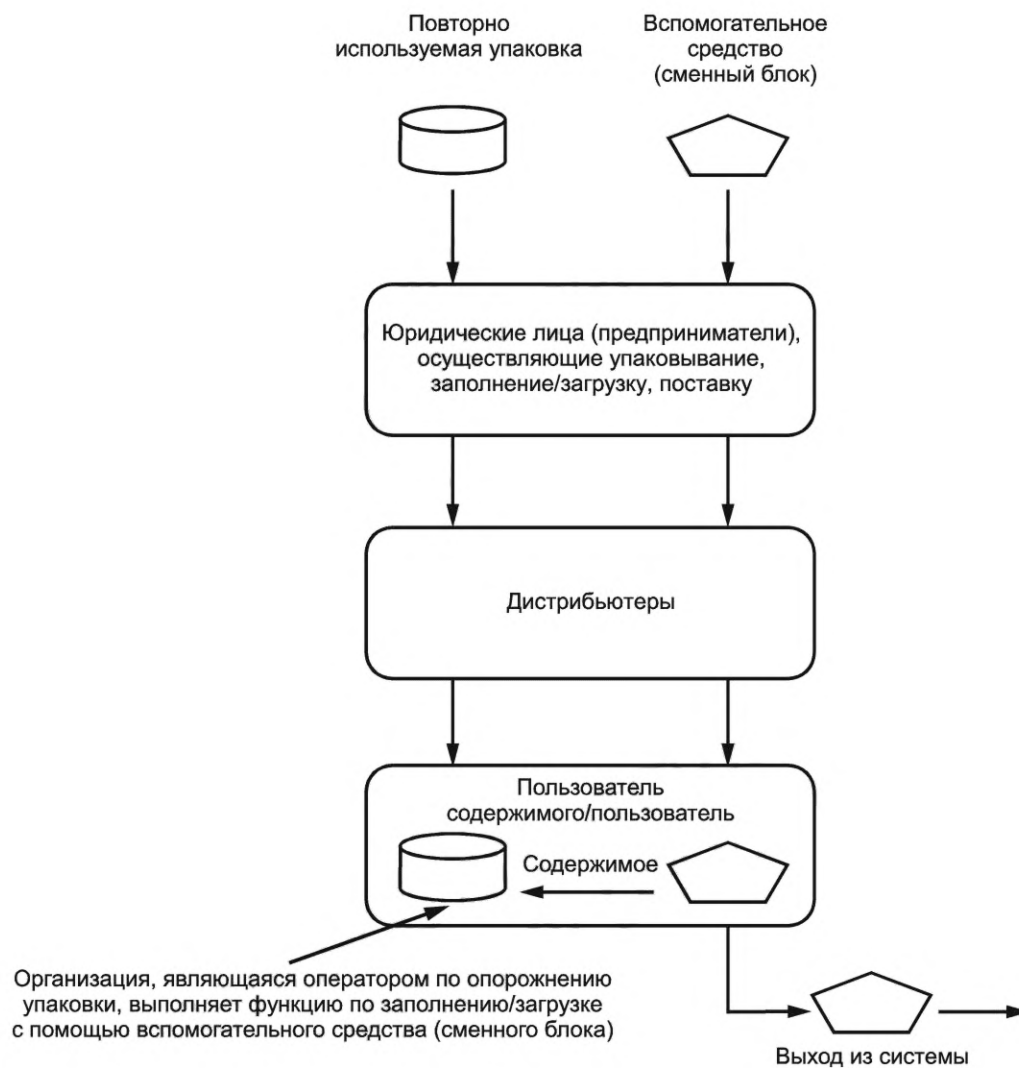 Повторно
используемая упаковка
Вспомогательное
средство
(сменный блок)
Юридические лица (предприниматели),
осуществляющие упаковывание,
заполнение/загрузку, поставку
Дистрибьютеры
Пользователь
содержимого/пользователь
Содержимое
Организация, являющаяся оператором по опорожнению
упаковки, выполняет функцию по заполнению/загрузке
с помощью вспомогательного средства (сменного блока)
Выход из системы